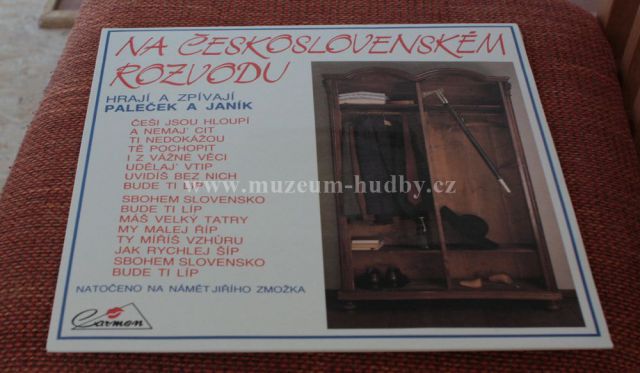 NA ČESKOSLOVENSKÉM
ROZVODU
HRAJÍ A ZPÍVAJÍ
PALEČEK A JANÍK
ČEŠI JSOU HLOUPÍ
A NEMAJ' CIT
TI NEDOKÁŽOU
TĚ POCHOPIT
I Z VÁŽNÉ VĚCI
UDĚLAJ' VTIP
UVIDÍŠ BEZ NICH
BUDE TI LÍP
www.muzeum-hudby.cz
SBOHEM SLOVENSKO
BUDE TI LÍP
MÁŠ VELKÝ TATRY
MY MALEJ ŘÍP
TY MÍŘÍŠ VZHŮRU
JAK RYCHLEJ ŠÍP
SBOHEM SLOVENSKO
BUDE TI LÍP
NATOČENO NA NÁMĚT JIŘÍHO ZMOŽKA
Carmen